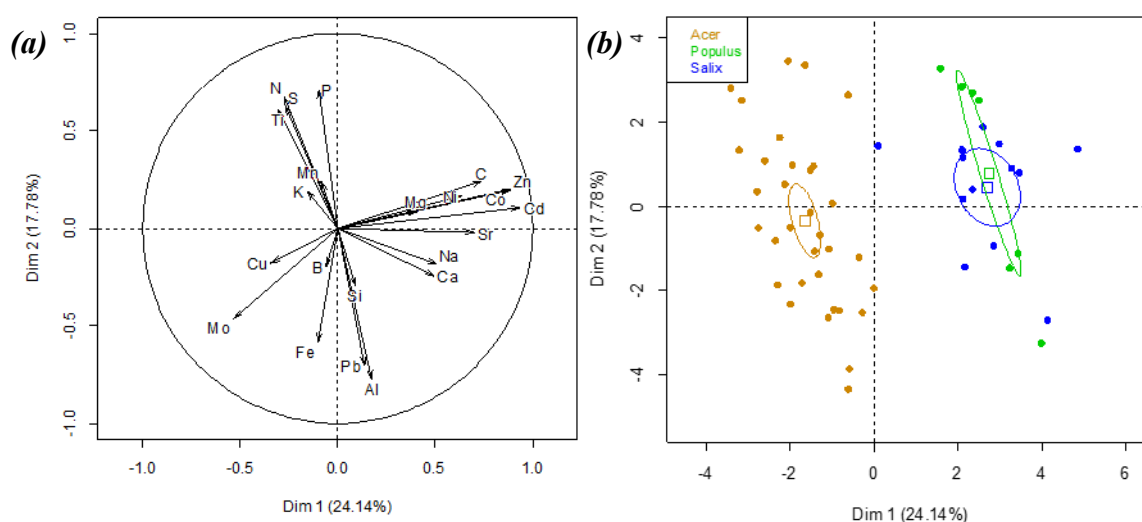 (a)
1.0
0.5
0.0
-0.5
-1.0
Dim 2 (17.78%)
N
S
P
Ti
Mn
K
C
Zn
Mg
Ni
Co
Cd
Sr
Na
Ca
Cu
B
Si
Mo
Fe
Pb
Al
-1.0 -0.5 0.0 0.5 1.0
Dim 1 (24.14%)
(b)
Acer
Populus
Salix
4
2
0
-2
-4
Dim 2 (17.78%)
-4 -2 0 2 4 6
Dim 1 (24.14%)